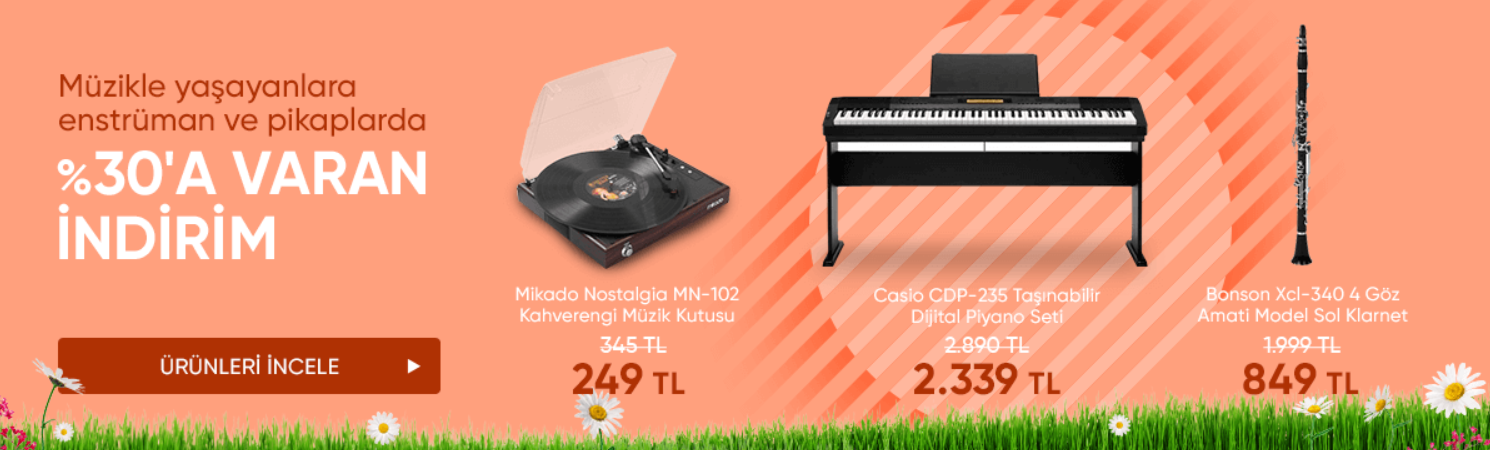 Müzikle yaşayanlara
enstrüman ve pikaplarda
%30'A VARAN
İNDİRİM
ÜRÜNLERİ İNCELE
Mikado Nostalgia MN-102
Kahverengi Müzik Kutusu
345 TL
249 TL
Casio CDP-235 Taşınabilir
Dijital Piyano Seti
2.890 TL
2.339 TL
Bonson Xcl-340 4 Göz
Amati Model Sol Klarnet
1.999 TL
849 TL